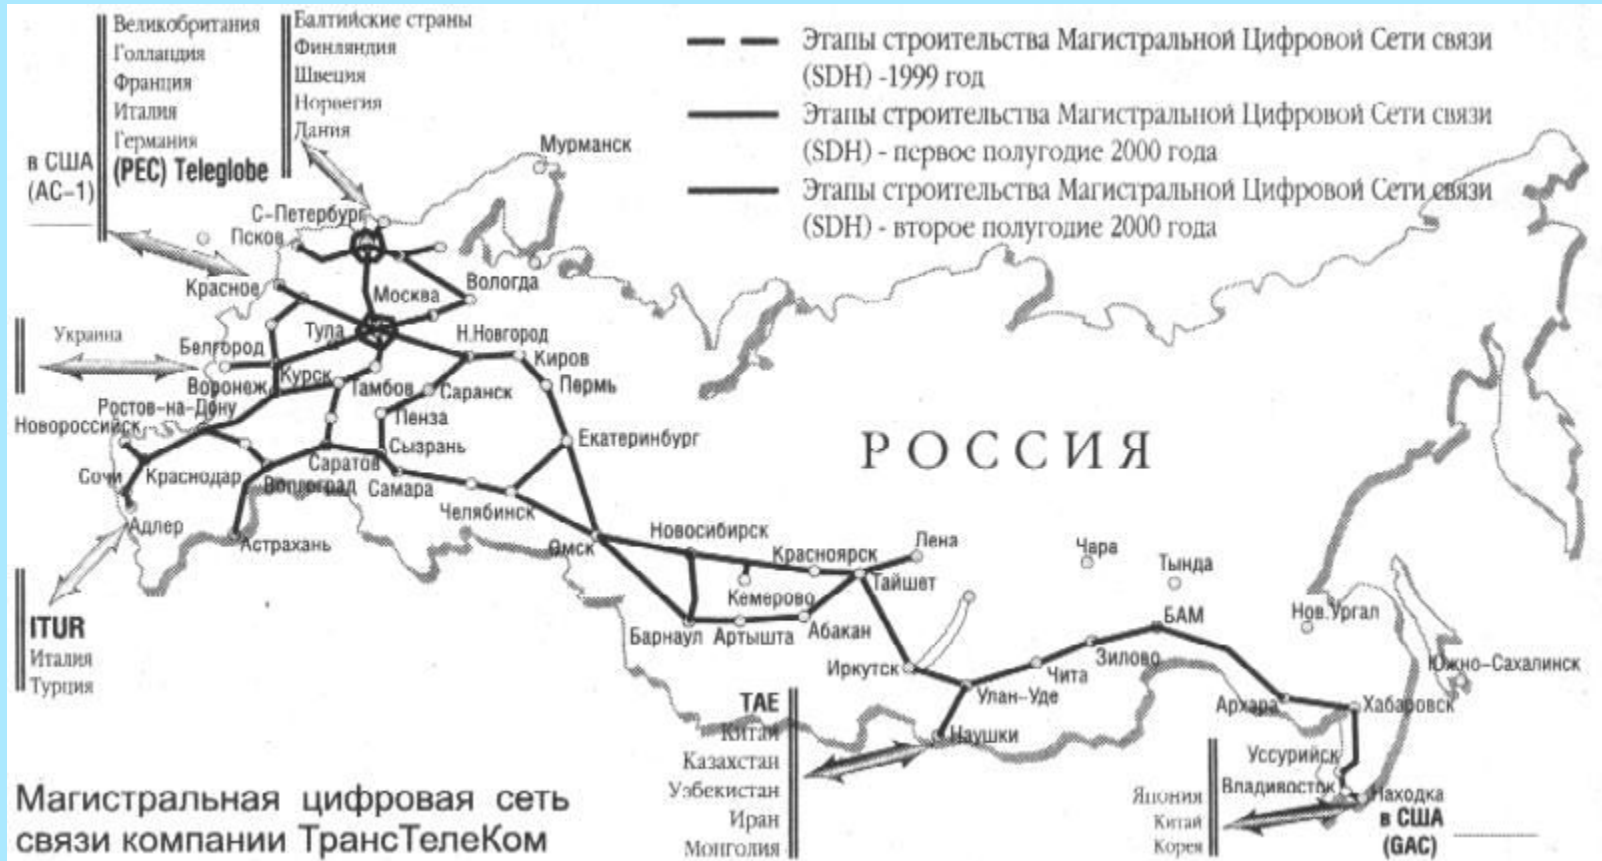 Великобритания
Голландия
Франция
Италия
Германия
(PEC) Teleglobe
в США
(АС-1)
Балтийские страны
Финляндия
Швеция
Норвегия
Дания
Этапы строительства Магистральной Цифровой Сети связи
(SDH) -1999 год
Этапы строительства Магистральной Цифровой Сети связи
(SDH) - первое полугодие 2000 года
Этапы строительства Магистральной Цифровой Сети связи
(SDH) - второе полугодие 2000 года
Мурманск
С-Петербург
Псков
Красное
Москва
Вологда
Украина
Тула
Н.Новгород
Белгород
Киров
Воронеж
Курск
Тамбов
Саранск
Пермь
Ростов-на-Дону
Новороссийск
Пенза
Екатеринбург
РОССИЯ
Сызрань
Сочи
Краснодар
Саратов
Волгоград
Самара
Челябинск
Адлер
Астрахань
Омск
Новосибирск
Красноярск
Лена
Чара
Тайшет
Тында
Кемерово
Нов.Ургал
БАМ
Барнаул
Артышта
Абакан
Зилово
Иркутск
Чита
Южно-Сахалинск
Улан-Уде
Архара
Хабаровск
Наушки
Уссурийск
Владивосток
Находка
ITUR
Италия
Турция
ТАЕ
Китай
Казахстан
Узбекистан
Иран
Монголия
Япония
Китай
Корея
в США
(GAC)
Магистральная цифровая сеть
связи компании ТрансТелеКом